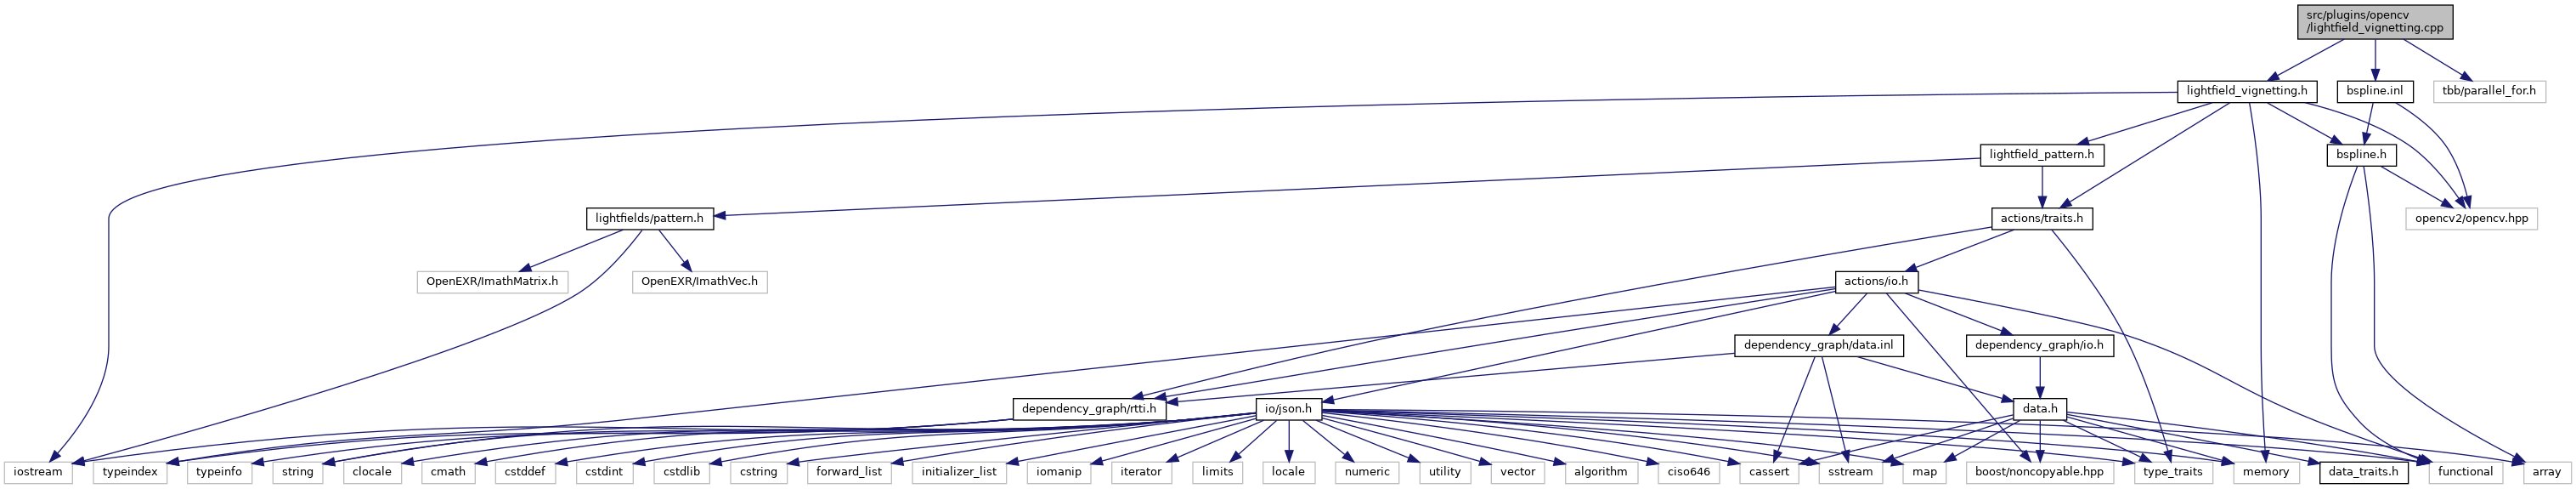 src/plugins/opencv
/lightfield_vignetting.cpp
lightfield_vignetting.h
bspline.inl
tbb/parallel_for.h
lightfield_pattern.h
bspline.h
lightfields/pattern.h
actions/traits.h
opencv2/opencv.hpp
OpenEXR/ImathMatrix.h
OpenEXR/ImathVec.h
actions/io.h
dependency_graph/data.inl
dependency_graph/io.h
dependency_graph/rtti.h
io/json.h
data.h
iostream
typeindex
typeinfo
string
clocale
cmath
cstddef
cstdint
cstdlib
cstring
forward_list
initializer_list
iomanip
iterator
limits
locale
numeric
utility
vector
algorithm
ciso646
cassert
sstream
map
boost/noncopyable.hpp
type_traits
memory
data_traits.h
functional
array